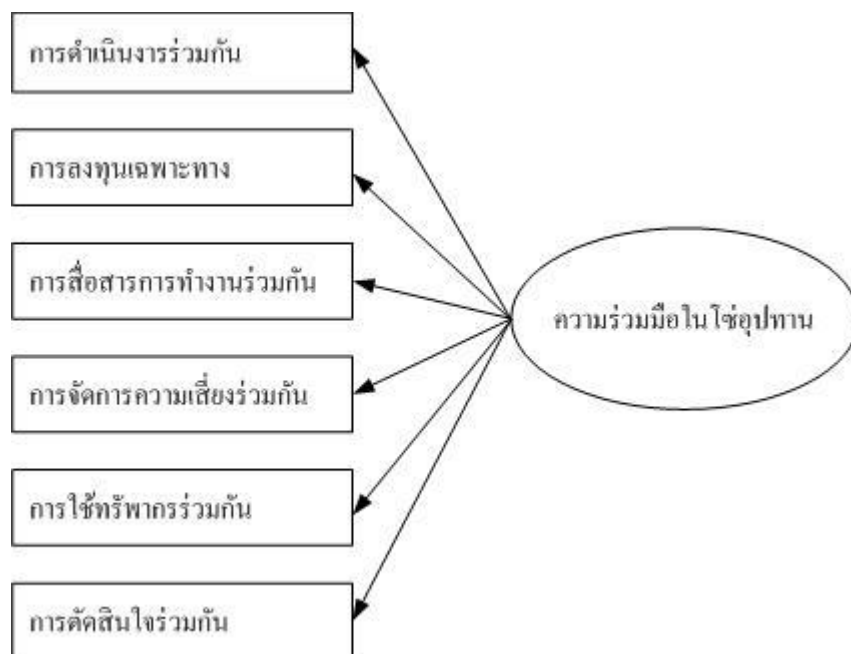 การดำเนินงารร่วมกัน
การลงทุนเฉพาะทาง
การสื่อสารการทำงานร่วมกัน
ความร่วมมือในโซ่อุปทาน
การจัดการความเสี่ยงร่วมกัน
การใช้ทรัพากรร่วมกัน
การตัดสินใจร่วมกัน